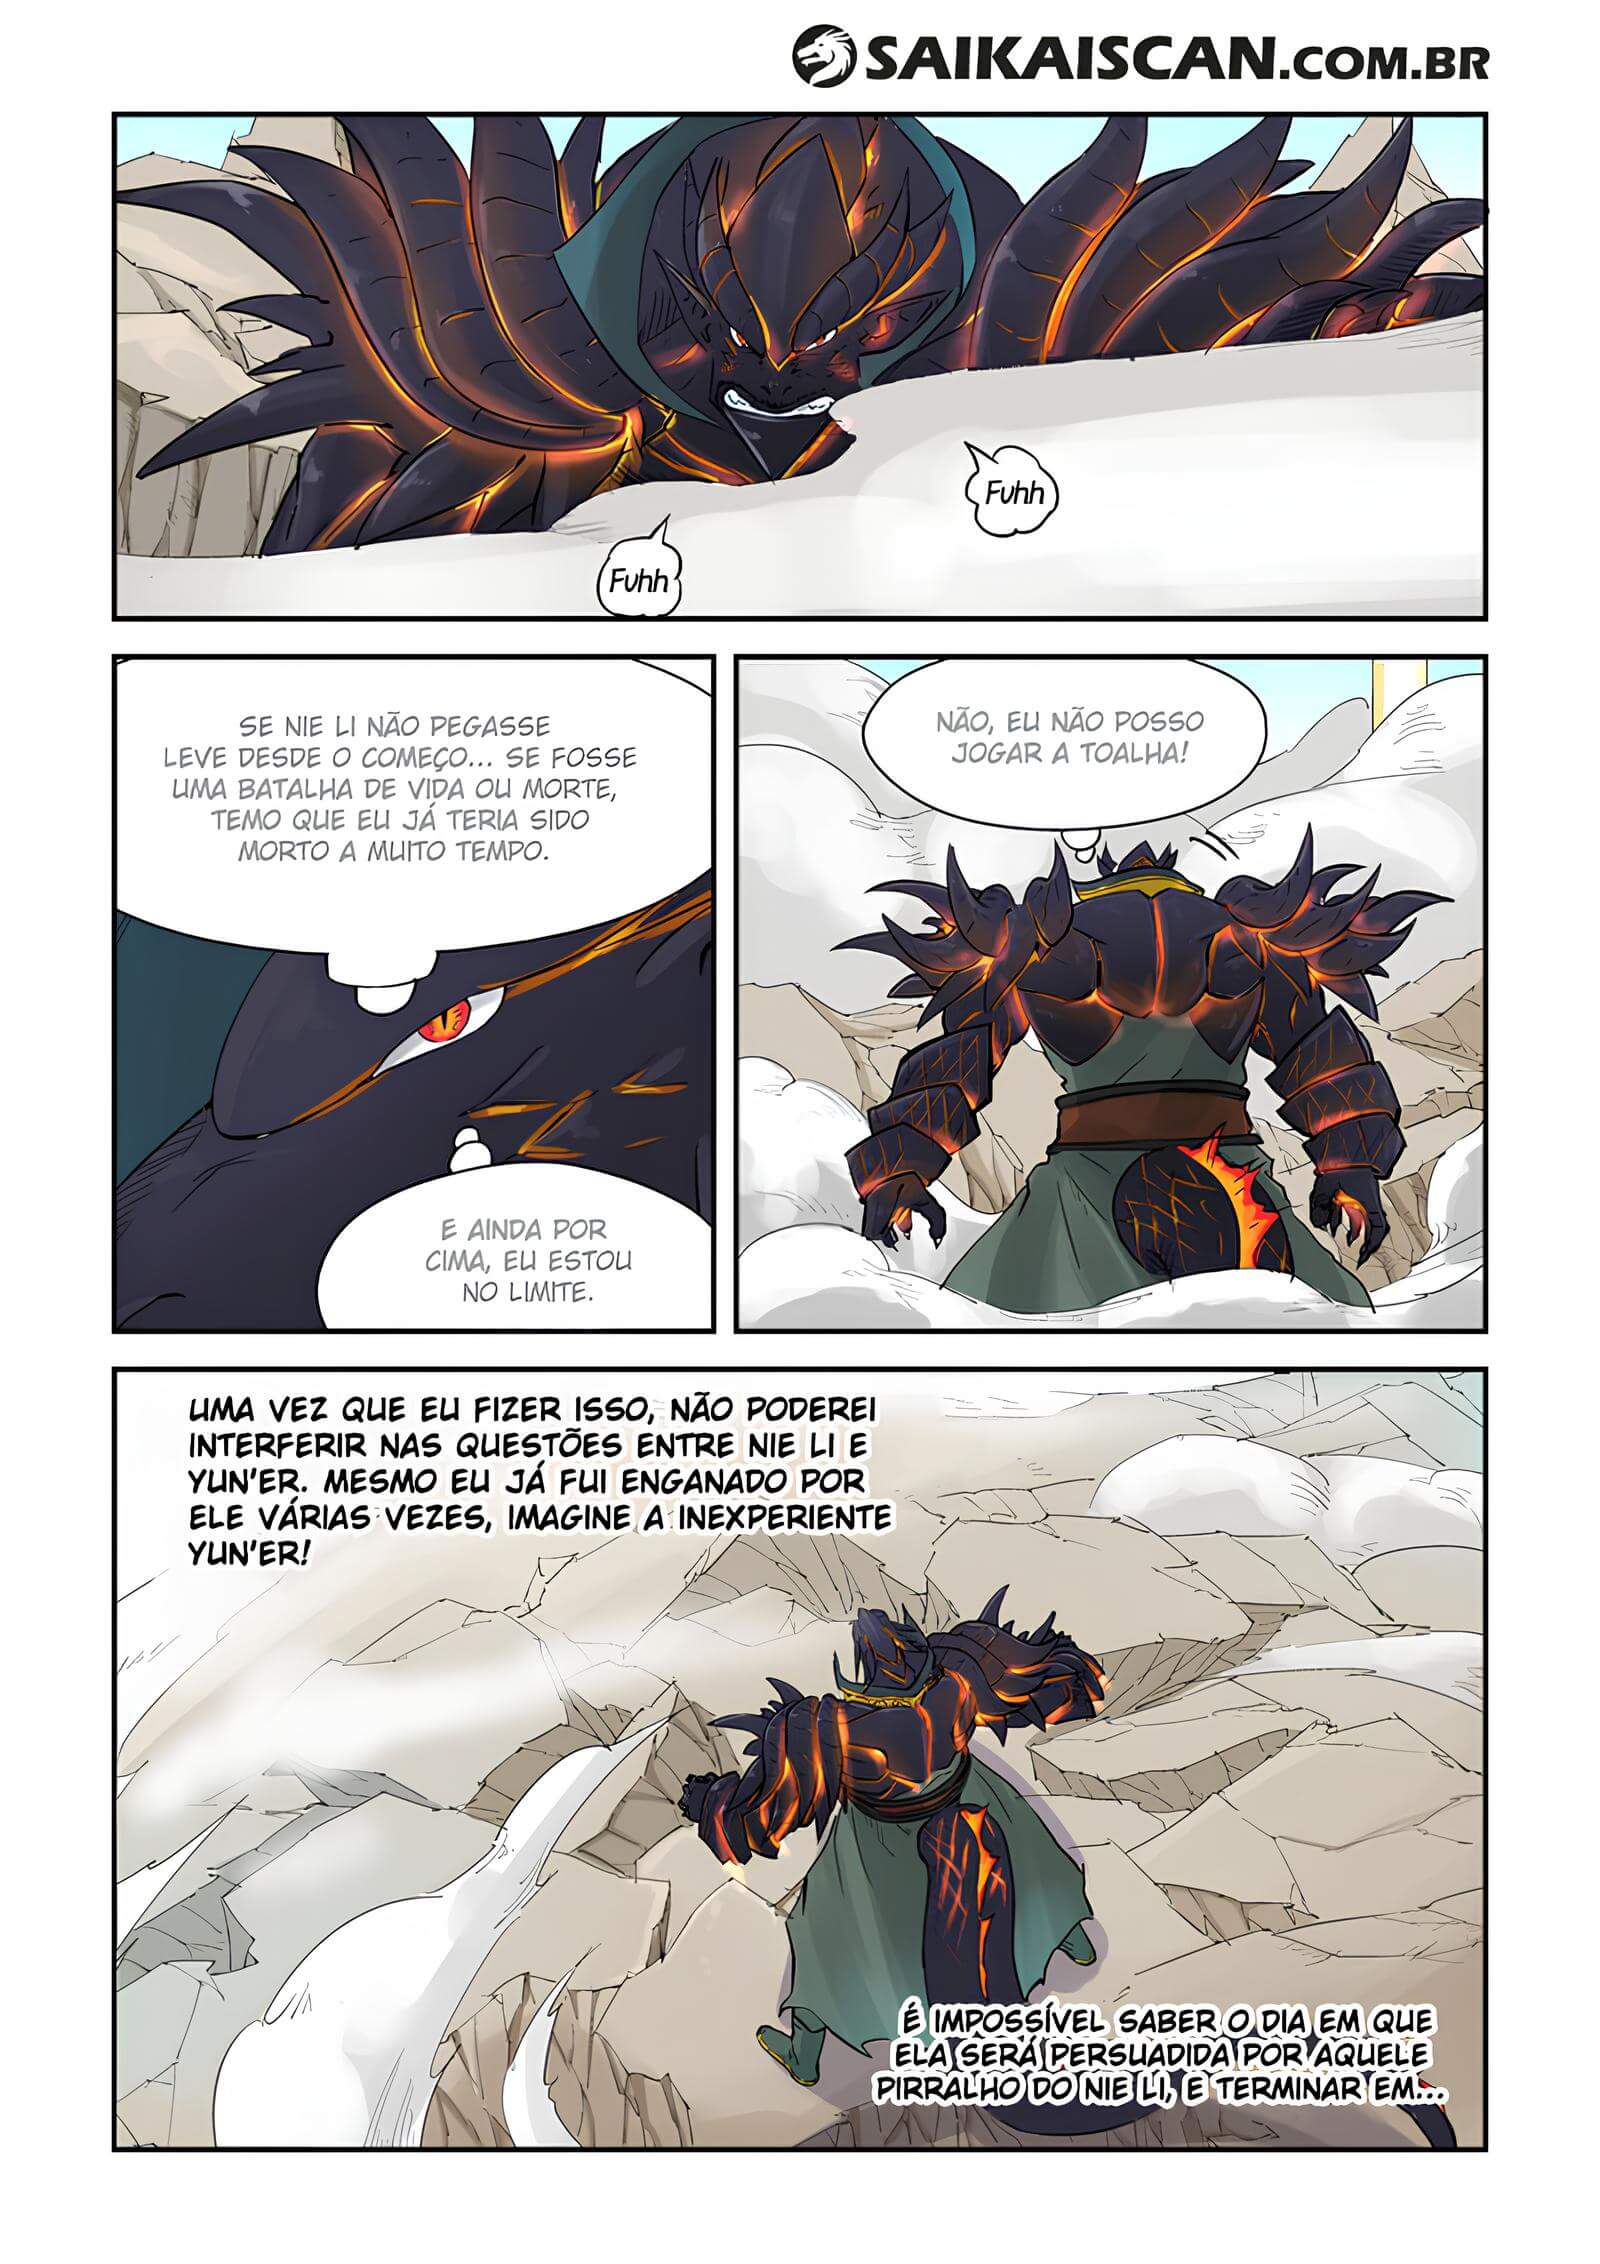 SAIKAISCAN.COM.BR
Fuhh
Fuhh
SE NIE LI NÃO PEGASSE
LEVE DESDE O COMEÇO... SE FOSSE
UMA BATALHA DE VIDA OU MORTE,
TEMO QUE EU JÁ TERIA SIDO
MORTO A MUITO TEMPO.
E AINDA POR
CIMA, EU ESTOU
NO LIMITE.
NÃO, EU NÃO POSSO
JOGAR A TOALHA!
UMA VEZ QUE EU FIZER ISSO, NÃO PODEREI
INTERFERIR NAS QUESTÕES ENTRE NIE LI E
YUN'ER. MESMO EU JÁ FUI ENGANADO POR
ELE VÁRIAS VEZES, IMAGINE A INEXPERIENTE
YUN'ER!
É IMPOSSÍVEL SABER O DIA EM QUE
ELA SERÁ PERSUADIDA POR AQUELE
PIRRALHO DO NIE LI, E TERMINAR EM...